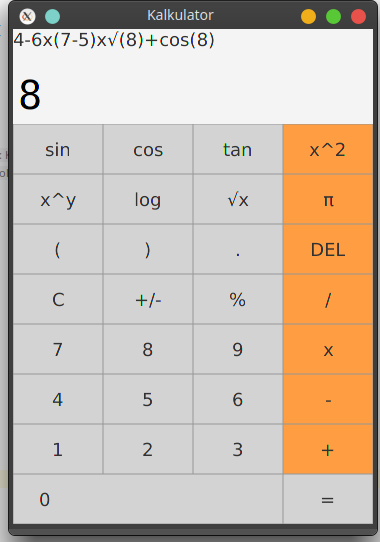 Kalkulator
4-6x(7-5)x√(8)+cos(8)
8
sin cos tan x^2
x^y log √x π
( ) . DEL
C +/- % /
7 8 9 x
4 5 6 -
1 2 3 +
0 =